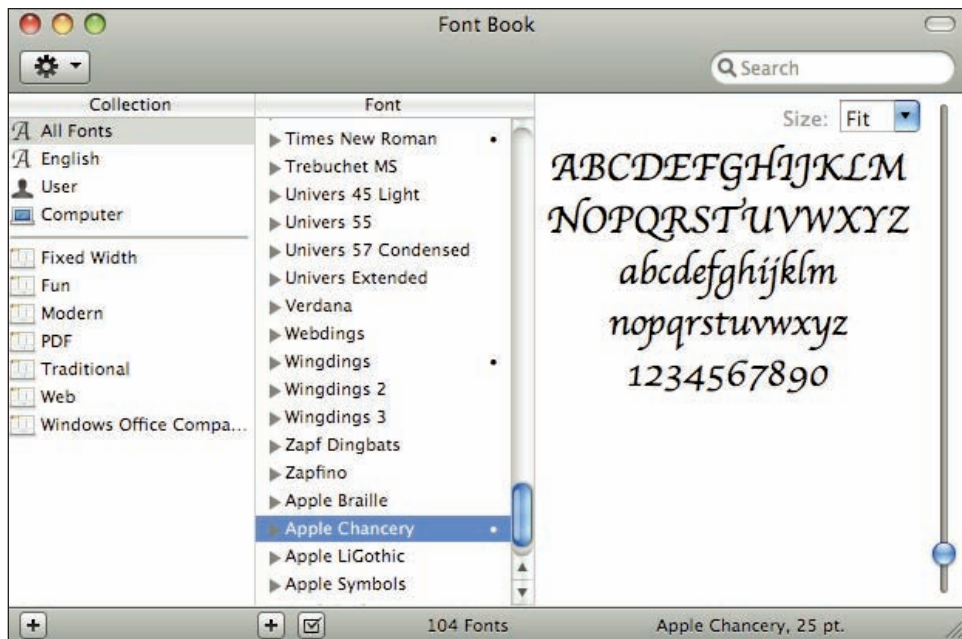 Font Book
Search
Collection
All Fonts
English
User
Computer
Fixed Width
Fun
Modern
PDF
Traditional
Web
Windows Office Compa...
Font
Times New Roman •
Trebuchet MS
Univers 45 Light
Univers 55
Univers 57 Condensed
Univers Extended
Verdana
Webdings
Wingdings •
Wingdings 2
Wingdings 3
Zapf Dingbats
Zapfino
Apple Braille
Apple Chancery •
Apple LiGothic
Apple Symbols
Size: Fit
ABCDEFGHIJKLM
NOPQRSTUVWXYZ
abcdefghijklm
nopqrstuvwxyz
1234567890
104 Fonts
Apple Chancery, 25 pt.